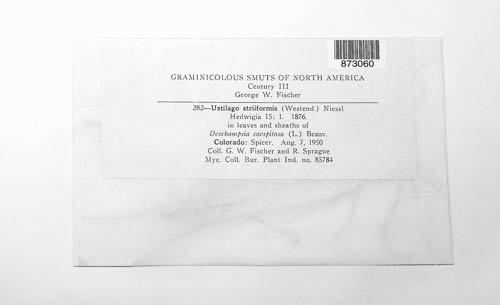 873060
GRAMINICOLOUS SMUTS OF NORTH AMERICA
Century III
George W. Fischer
282—Ustilago striiformis (Westend.) Niessl
Hedwigia 15: 1. 1876.
in leaves and sheaths of
Deschampsia caespitosa (L.) Beauv.
Colorado: Spicer. Aug. 7, 1950
Coll. G. W. Fischer and R. Sprague
Myc. Coll. Bur. Plant Ind. no. 85784